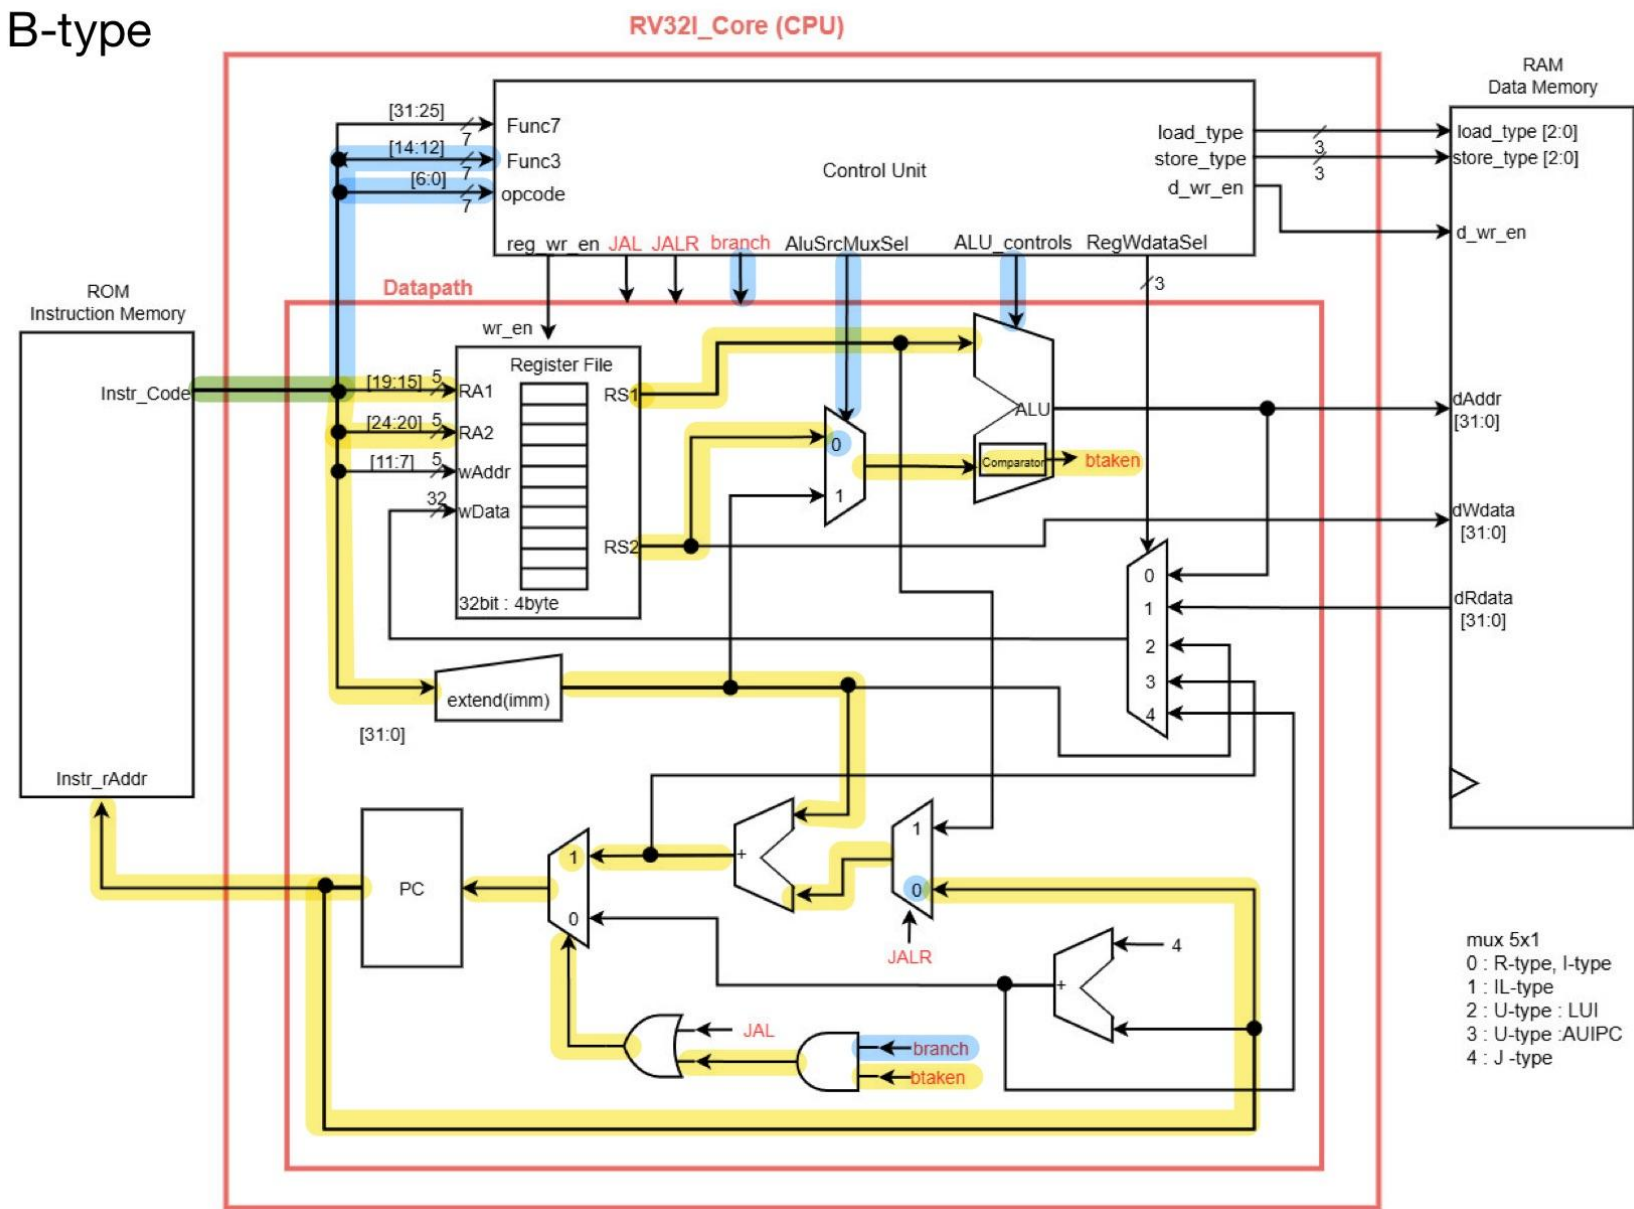 B-type
RV32I_Core (CPU)
RAM
Data Memory
[31:25]
7
Func7
[14:12]
7
Func3
[6:0]
7
opcode
Control Unit
load_type
3
load_type [2:0]
store_type
3
store_type [2:0]
d_wr_en
d_wr_en
reg_wr_en
JAL
JALR
branch
AluSrcMuxSel
ALU_controls
RegWdataSel
3
Datapath
ROM
Instruction Memory
wr_en
Register File
Instr_Code
[19:15]
5
RA1
RS1
[24:20]
5
RA2
[11:7]
5
wAddr
32
wData
RS2
32bit : 4byte
0
1
ALU
Comparator
btaken
dAddr
[31:0]
dWdata
[31:0]
dRdata
[31:0]
0
1
2
3
4
extend(imm)
[31:0]
Instr_rAddr
PC
1
0
+
1
0
JALR
4
+
JAL
branch
btaken
mux 5x1
0 : R-type, I-type
1 : IL-type
2 : U-type : LUI
3 : U-type :AUIPC
4 : J -type